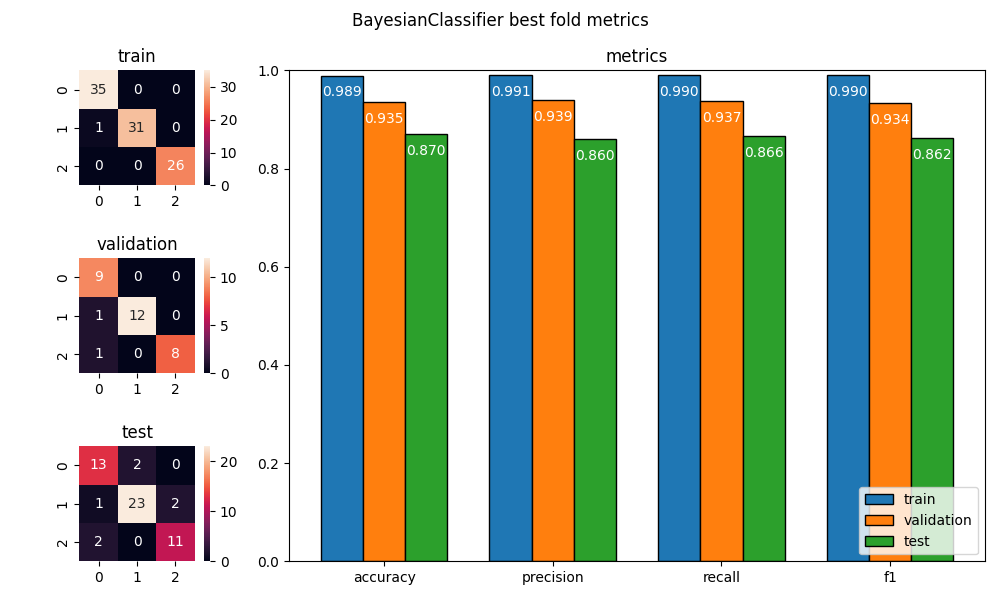 BayesianClassifier best fold metrics
train
0 35 0 0
1 1 31 0
2 0 0 26
0 1 2
30
20
10
0
validation
0 9 0 0
1 1 12 0
2 1 0 8
0 1 2
10
5
0
test
0 13 2 0
1 1 23 2
2 2 0 11
0 1 2
20
10
0
metrics
1.0
0.8
0.6
0.4
0.2
0.0
0.989 0.935 0.870
0.991 0.939 0.860
0.990 0.937 0.866
0.990 0.934 0.862
accuracy precision recall f1
train
validation
test